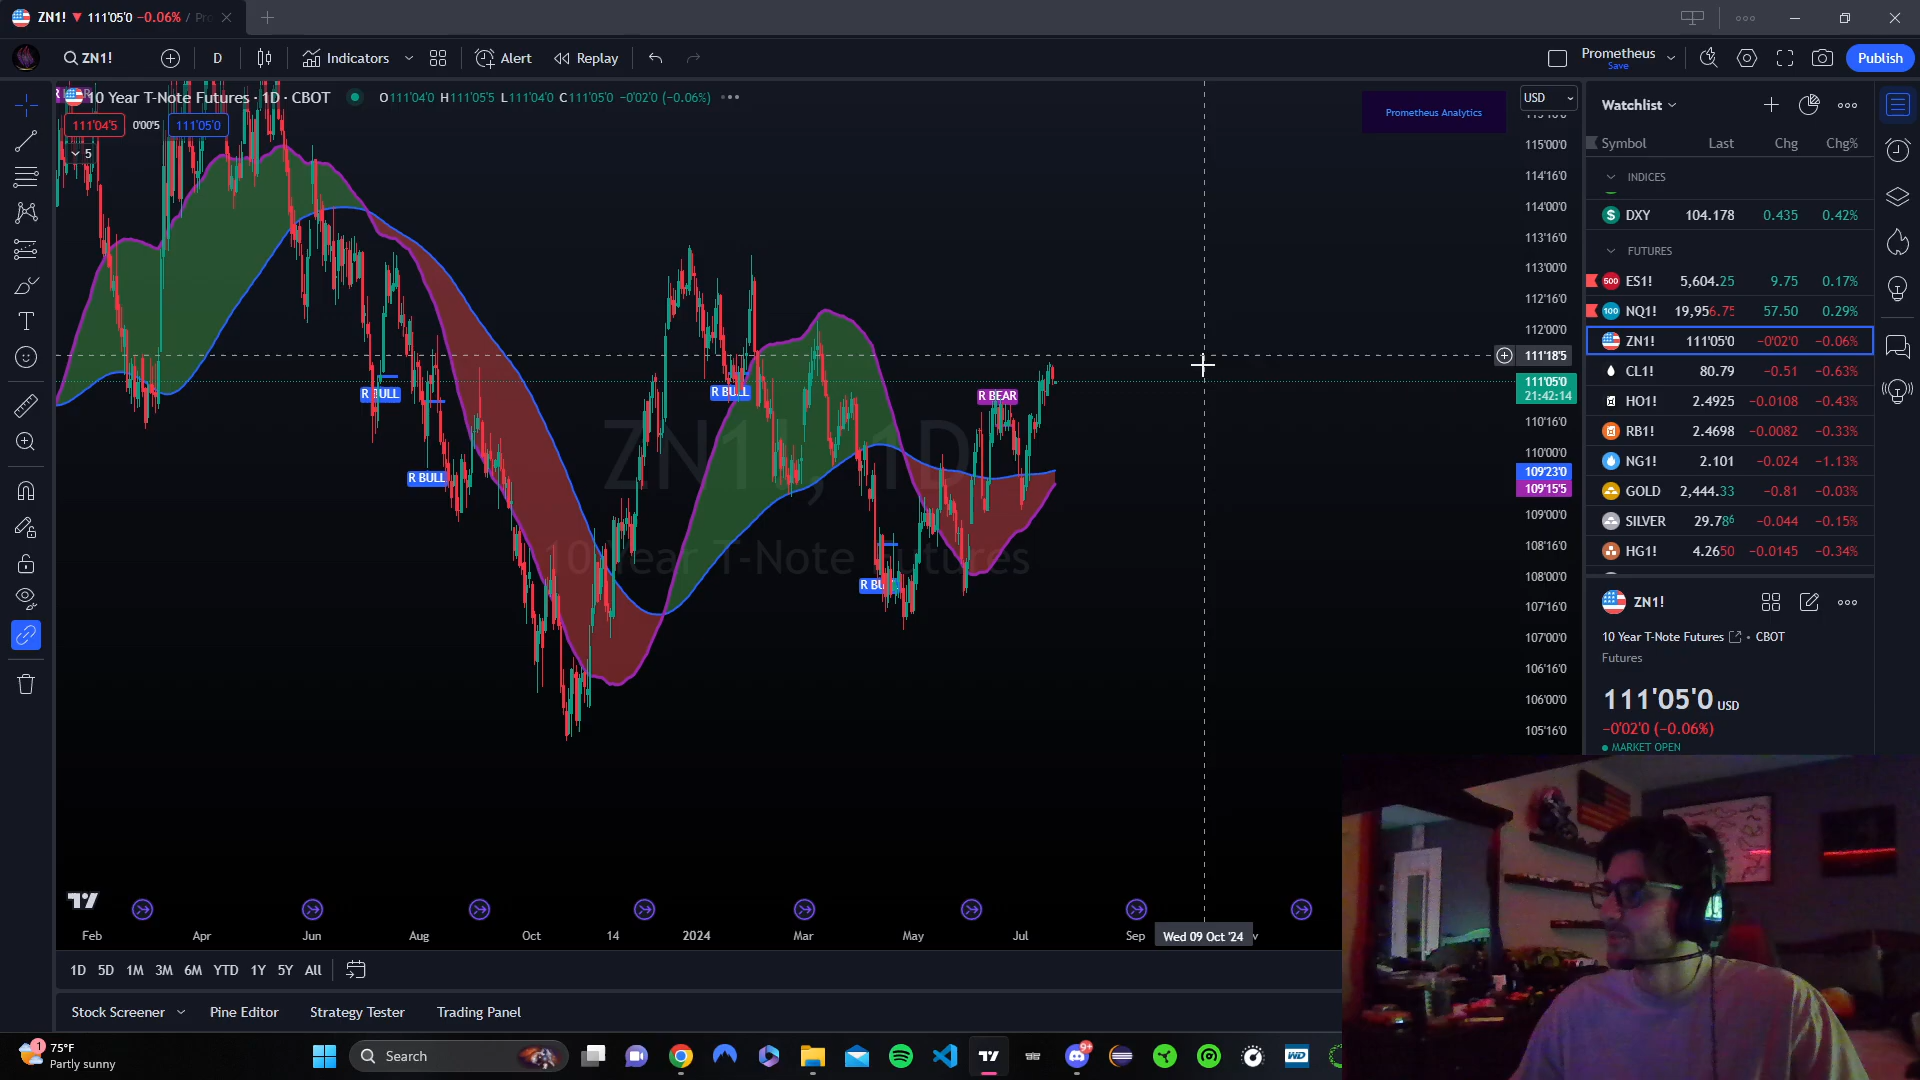 ZN1! ▼ 111'05'0 −0.06% / Pr
ZN1!
D
Indicators
Alert
Replay
Prometheus
Save
Publish
10 Year T-Note Futures · 1D · CBOT
O111'04'0 H111'05'5 L111'04'0 C111'05'0 −0'02'0 (−0.06%)
111'04'5
0'00'5
111'05'0
5
Prometheus Analytics
USD
115'00'0
114'16'0
114'00'0
113'16'0
113'00'0
112'16'0
112'00'0
111'18'5
111'05'0
21:42:14
110'16'0
110'00'0
109'23'0
109'15'5
109'00'0
108'16'0
108'00'0
107'16'0
107'00'0
106'16'0
106'00'0
105'16'0
R BULL
R BULL
R BULL
R BEAR
R BU
ZN1!, 1D
10 Year T-Note Futures
Feb
Apr
Jun
Aug
Oct
14
2024
Mar
May
Jul
Sep
Wed 09 Oct '24
1D
5D
1M
3M
6M
YTD
1Y
5Y
All
Stock Screener
Pine Editor
Strategy Tester
Trading Panel
Watchlist
Symbol Last Chg Chg%
INDICES
DXY 104.178 0.435 0.42%
FUTURES
500 ES1! 5,604.25 9.75 0.17%
100 NQ1! 19,956.75 57.50 0.29%
ZN1! 111'05'0 −0'02'0 −0.06%
CL1! 80.79 −0.51 −0.63%
HO1! 2.4925 −0.0108 −0.43%
RB1! 2.4698 −0.0082 −0.33%
NG1! 2.101 −0.024 −1.13%
GOLD 2,444.33 −0.81 −0.03%
SILVER 29.786 −0.044 −0.15%
HG1! 4.2650 −0.0145 −0.34%
ZN1!
10 Year T-Note Futures · CBOT
Futures
111'05'0 USD
−0'02'0 (−0.06%)
MARKET OPEN
1
75°F
Partly sunny
Search
9+
WD